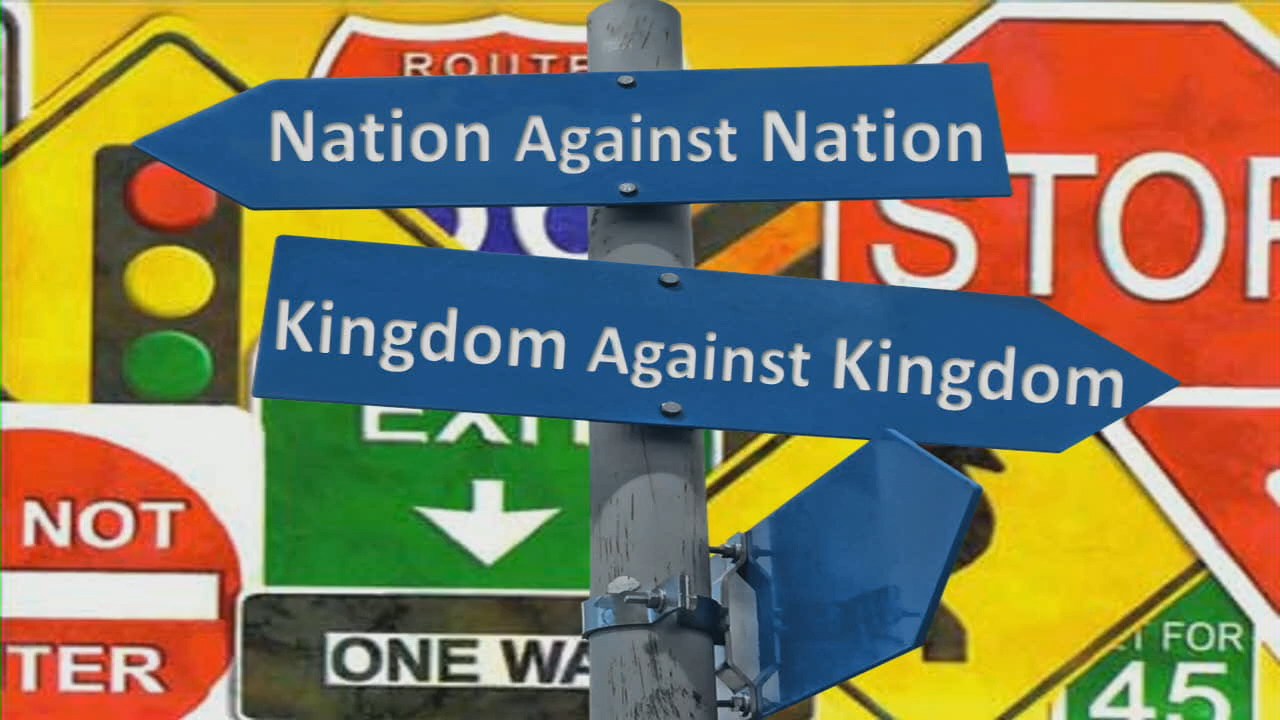 ROUTE
Nation Against Nation
STOP
Kingdom Against Kingdom
EXIT
NOT
TER
ONE WA
FOR
45